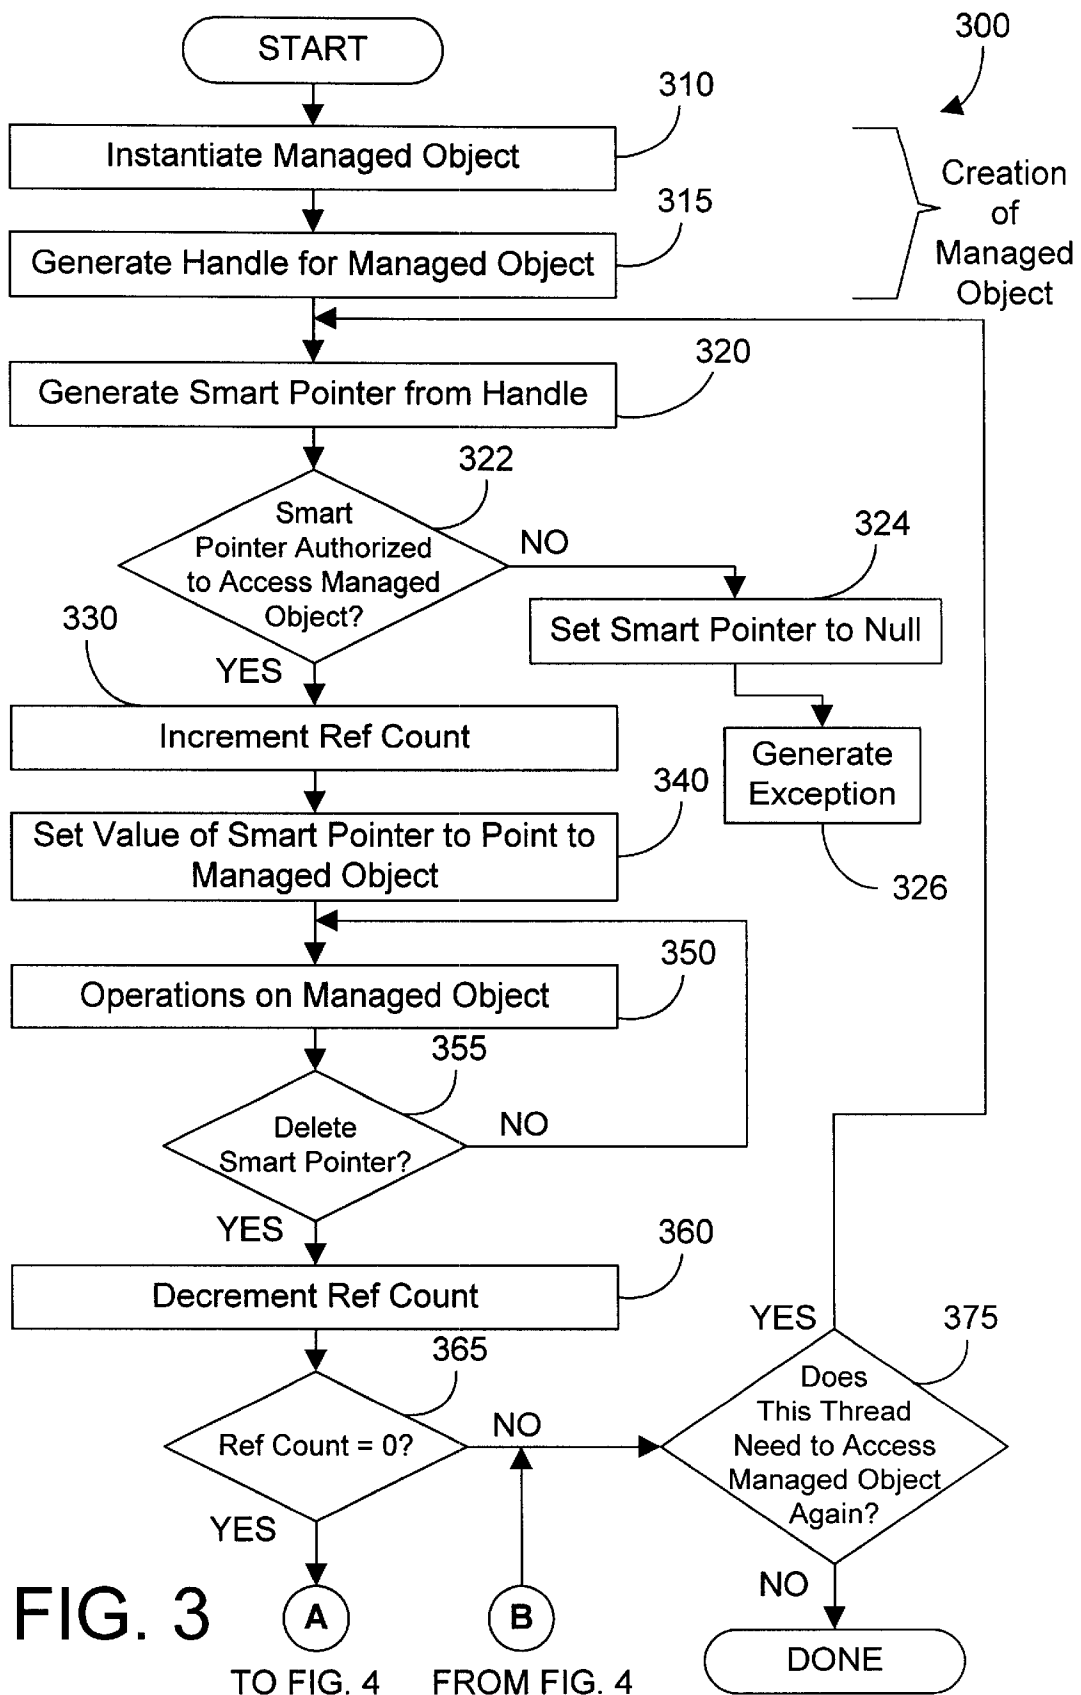 300
START
310
Instantiate Managed Object
Creation
of
Managed
Object
315
Generate Handle for Managed Object
320
Generate Smart Pointer from Handle
322
Smart
Pointer Authorized
to Access Managed
Object?
NO
324
Set Smart Pointer to Null
330
YES
Increment Ref Count
Generate
Exception
326
340
Set Value of Smart Pointer to Point to
Managed Object
350
Operations on Managed Object
355
Delete
Smart Pointer?
NO
YES
360
Decrement Ref Count
365
Ref Count = 0?
NO
YES
375
Does
This Thread
Need to Access
Managed Object
Again?
YES
NO
DONE
A
TO FIG. 4
B
FROM FIG. 4
FIG. 3